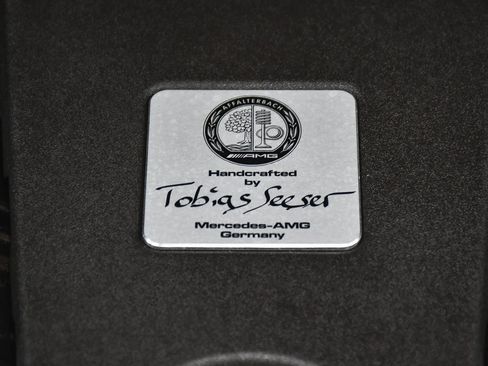 AFFALTERBACH
AMG
Handcrafted
by
Tobias Seeser
Mercedes-AMG
Germany